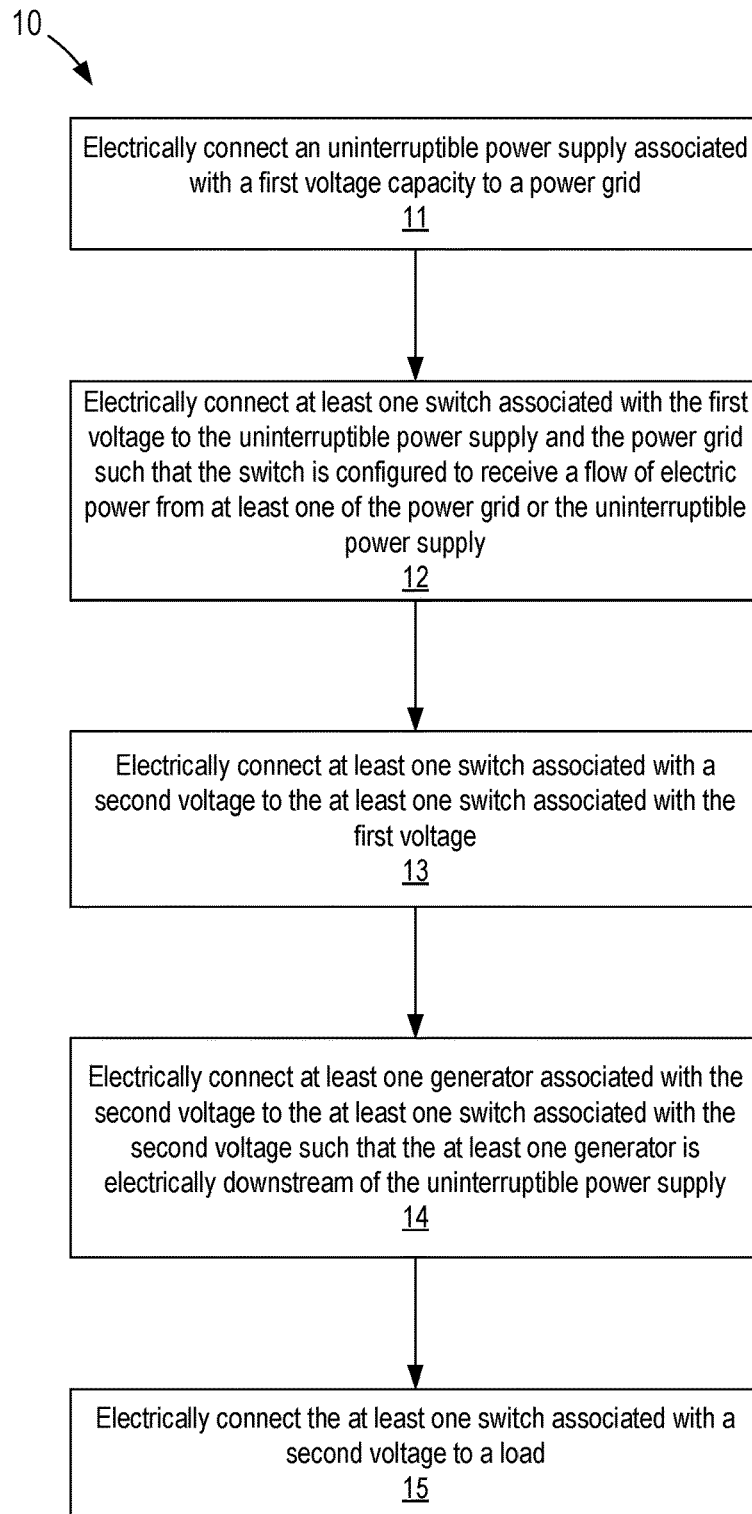 10
Electrically connect an uninterruptible power supply associated
with a first voltage capacity to a power grid
11
Electrically connect at least one switch associated with the first
voltage to the uninterruptible power supply and the power grid
such that the switch is configured to receive a flow of electric
power from at least one of the power grid or the uninterruptible
power supply
12
Electrically connect at least one switch associated with a
second voltage to the at least one switch associated with the
first voltage
13
Electrically connect at least one generator associated with the
second voltage to the at least one switch associated with the
second voltage such that the at least one generator is
electrically downstream of the uninterruptible power supply
14
Electrically connect the at least one switch associated with a
second voltage to a load
15